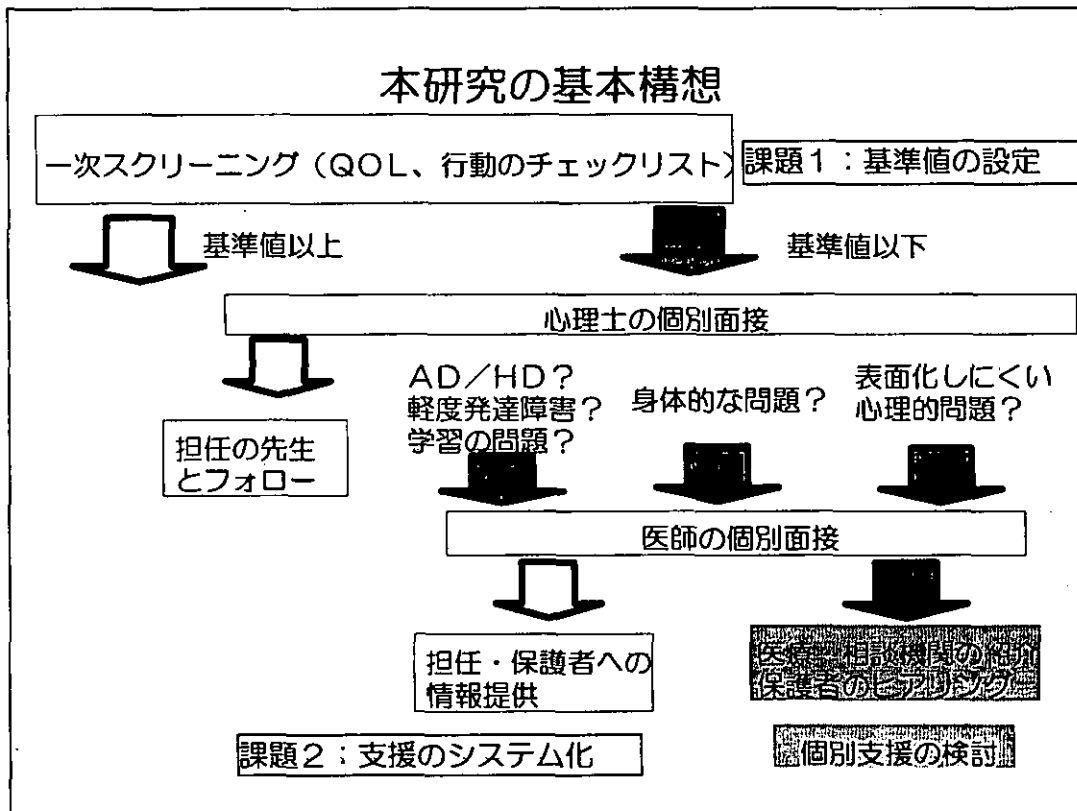 本研究の基本構想
一次スクリーニング（QOL、行動のチェックリスト）
課題1：基準値の設定
基準値以上
基準値以下
心理士の個別面接
AD／HD？
軽度発達障害？
学習の問題？
身体的な問題？
表面化しにくい
心理的問題？
担任の先生
とフォロー
医師の個別面接
担任・保護者への
情報提供
医療 相談機関の紹介
保護者のヒアリング
課題2；支援のシステム化
個別支援の検討